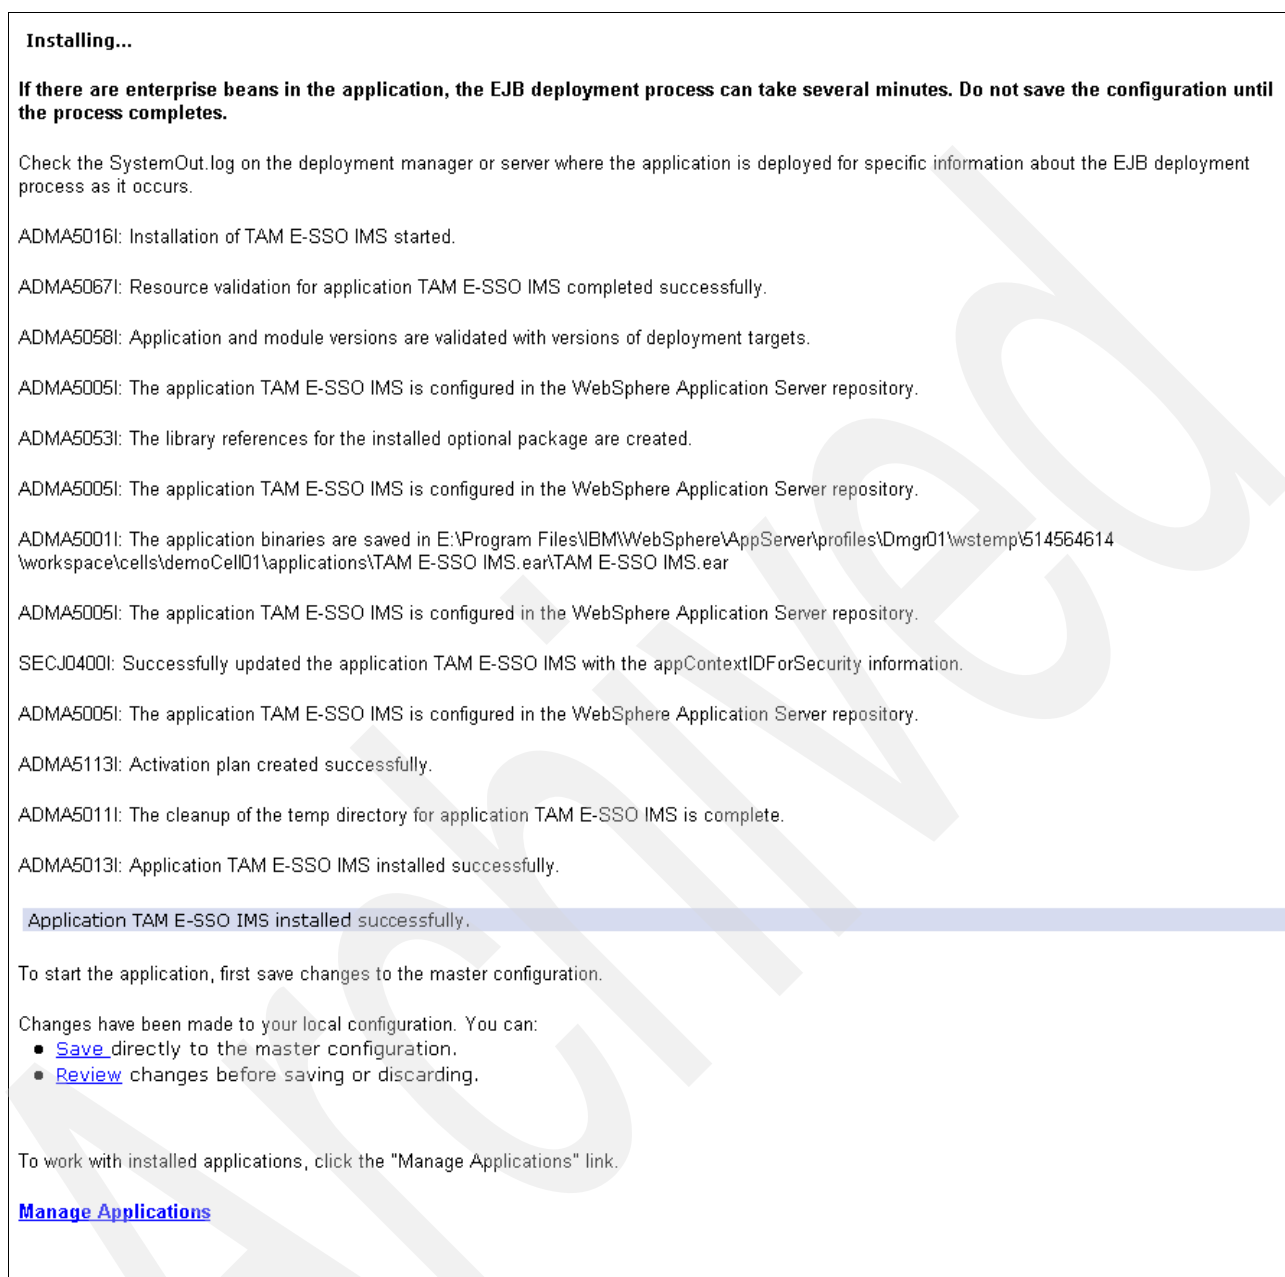 Installing...
If there are enterprise beans in the application, the EJB deployment process can take several minutes. Do not save the configuration until
the process completes.
Check the SystemOut.log on the deployment manager or server where the application is deployed for specific information about the EJB deployment
process as it occurs.
ADMA5016I: Installation of TAM E-SSO IMS started.
ADMA5067I: Resource validation for application TAM E-SSO IMS completed successfully.
ADMA5058I: Application and module versions are validated with versions of deployment targets.
ADMA5005I: The application TAM E-SSO IMS is configured in the WebSphere Application Server repository.
ADMA5053I: The library references for the installed optional package are created.
ADMA5005I: The application TAM E-SSO IMS is configured in the WebSphere Application Server repository.
ADMA5001I: The application binaries are saved in E:\Program Files\IBM\WebSphere\AppServer\profiles\Dmgr01\wstemp\514564614
\workspace\cells\demoCell01\applications\TAM E-SSO IMS.ear\TAM E-SSO IMS.ear
ADMA5005I: The application TAM E-SSO IMS is configured in the WebSphere Application Server repository.
SECJ0400I: Successfully updated the application TAM E-SSO IMS with the appContextIDForSecurity information.
ADMA5005I: The application TAM E-SSO IMS is configured in the WebSphere Application Server repository.
ADMA5113I: Activation plan created successfully.
ADMA5011I: The cleanup of the temp directory for application TAM E-SSO IMS is complete.
ADMA5013I: Application TAM E-SSO IMS installed successfully.
Application TAM E-SSO IMS installed successfully.
To start the application, first save changes to the master configuration.
Changes have been made to your local configuration. You can:
● Save directly to the master configuration.
● Review changes before saving or discarding.
To work with installed applications, click the "Manage Applications" link.
Manage Applications
Archived